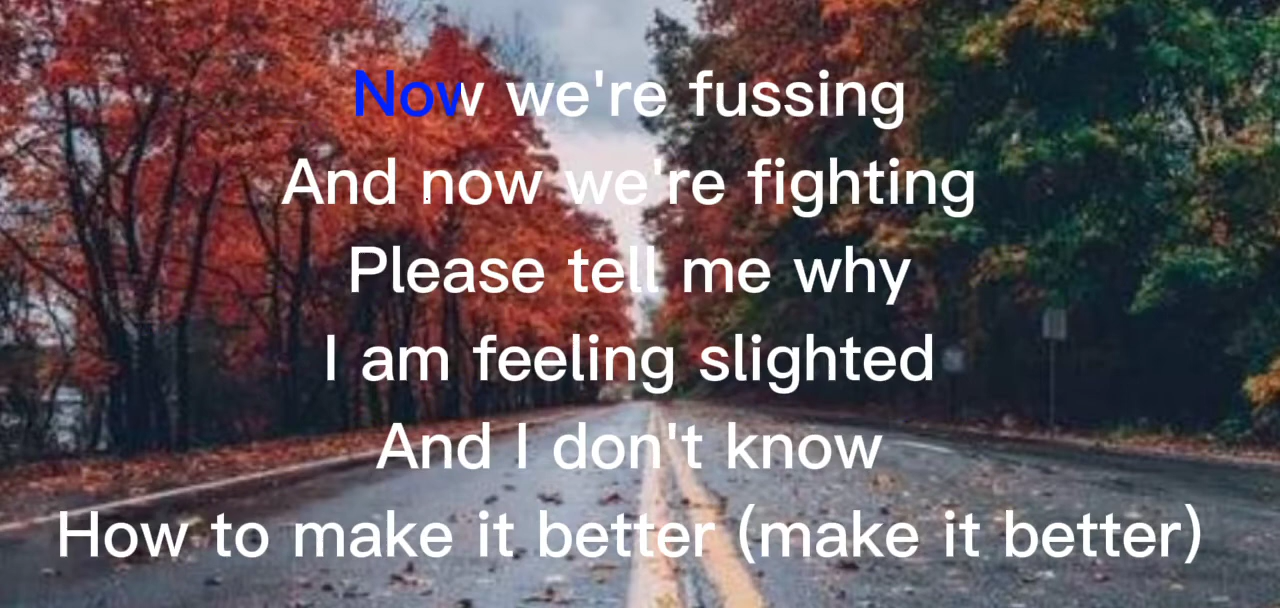 Now we're fussing
And now we're fighting
Please tell me why
I am feeling slighted
And I don't know
How to make it better (make it better)